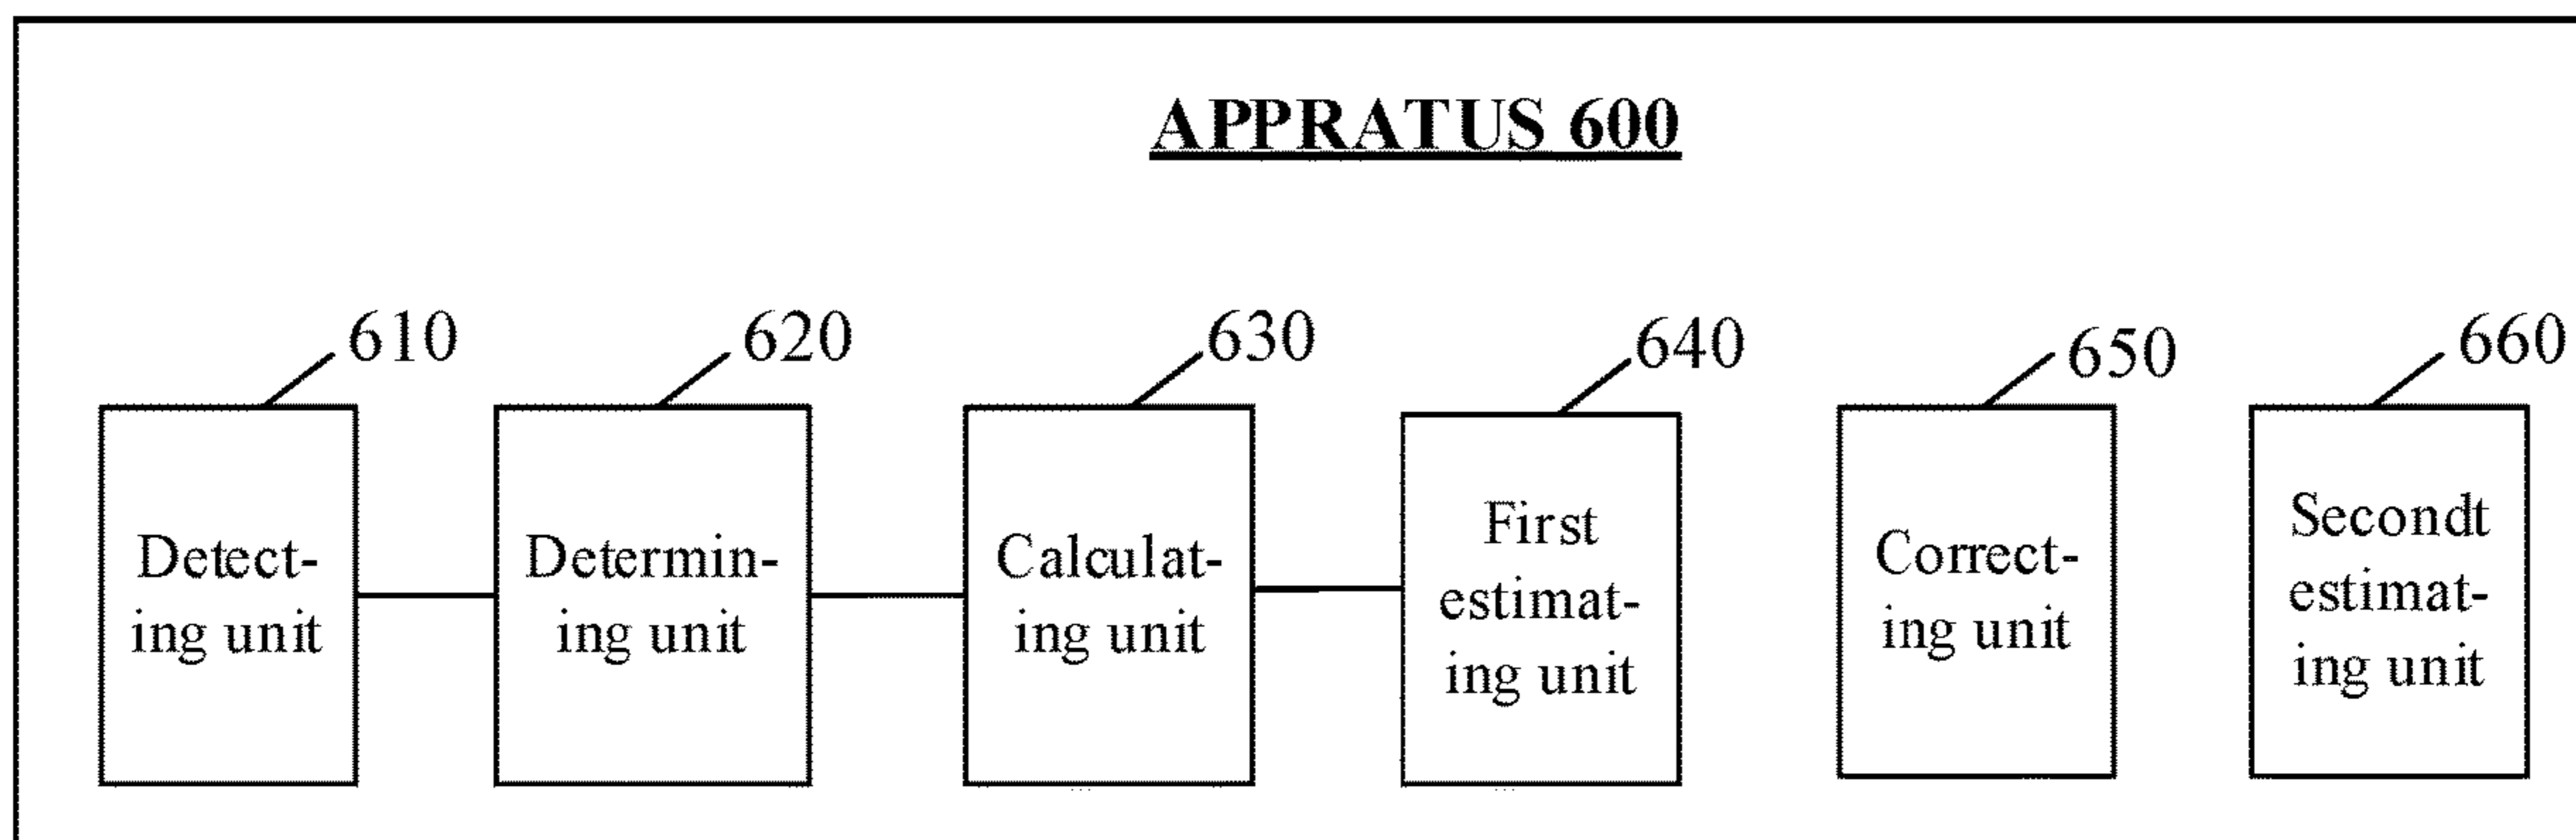 APPRATUS 600
610
620
630
640
650
660
Detect-
ing unit
Determin-
ing unit
Calculat-
ing unit
First
estimat-
ing unit
Correct-
ing unit
Secondt
estimat-
ing unit